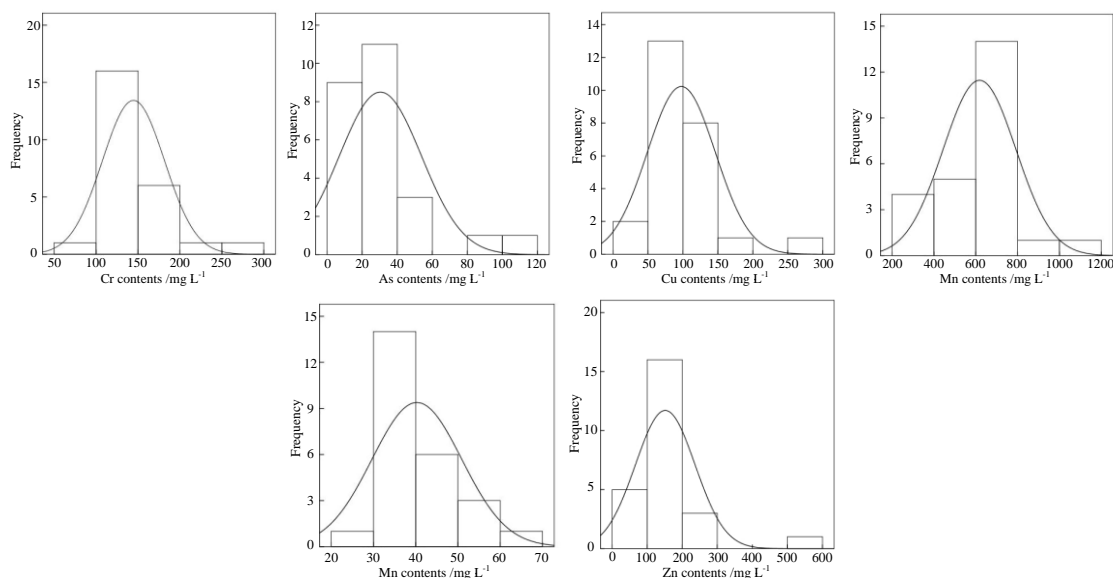 20
15
10
5
0
Frequency
50 100 150 200 250 300
Cr contents /mg L-1
12
10
8
6
4
2
0
Frequency
0 20 40 60 80 100 120
As contents /mg L-1
14
12
10
8
6
4
2
0
Frequency
0 50 100 150 200 250 300
Cu contents /mg L-1
15
12
9
6
3
0
Frequency
200 400 600 800 1000 1200
Mn contents /mg L-1
15
12
9
6
3
0
Frequency
20 30 40 50 60 70
Mn contents /mg L-1
20
15
10
5
0
Frequency
0 100 200 300 400 500 600
Zn contents /mg L-1